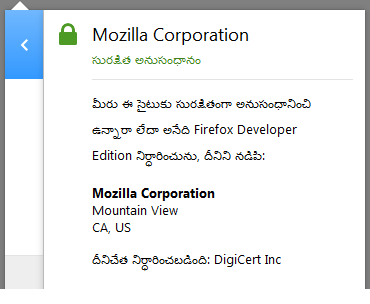 Mozilla Corporation
సురక్షిత అనుసంధానం
మీరు ఈ సైటుకు సురక్షితంగా అనుసంధానించి
ఉన్నారా లేదా అనేది Firefox Developer
Edition నిర్ధారించును, దీనిని నడిపి:
Mozilla Corporation
Mountain View
CA, US
దీనిచేత నిర్ధారించబడింది: DigiCert Inc